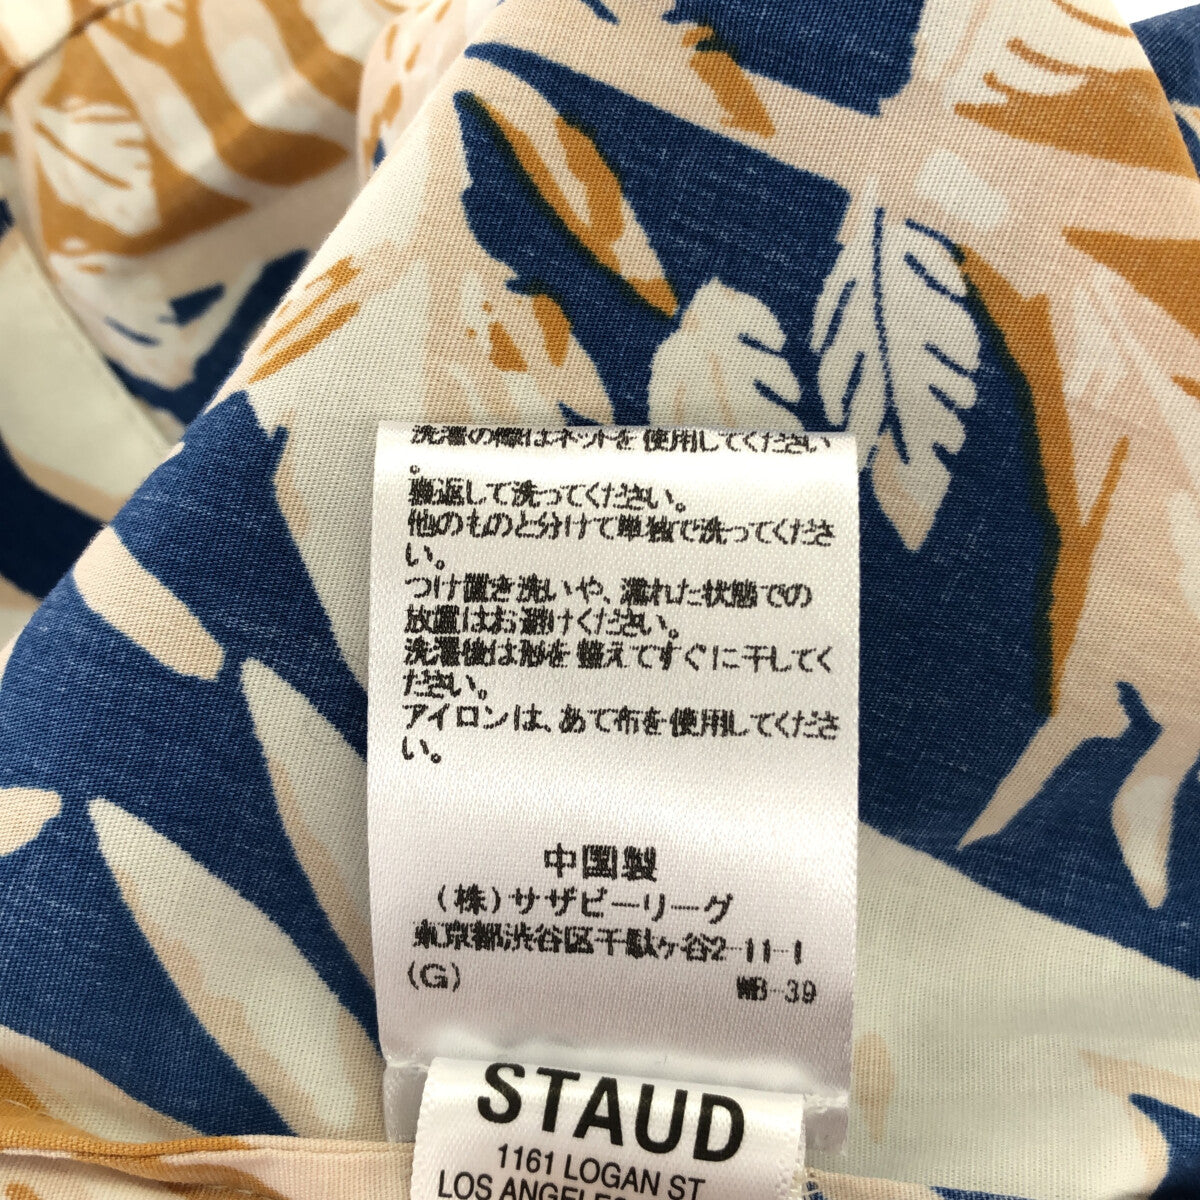 洗濯の際はネットを使用してください
。
裏返して洗ってください。
他のものと分けて単独で洗ってくださ
い。
つけ置き洗いや、濡れた状態での
放置はお避けください。
洗濯後は形を整えてすぐに干してく
ださい。
アイロンは、あて布を使用してくださ
い。
中国製
(株)サザビーリーグ
東京都渋谷区千駄ヶ谷2-11-1
(G)
-39
STAUD
1161 LOGAN ST
LOS ANGELES